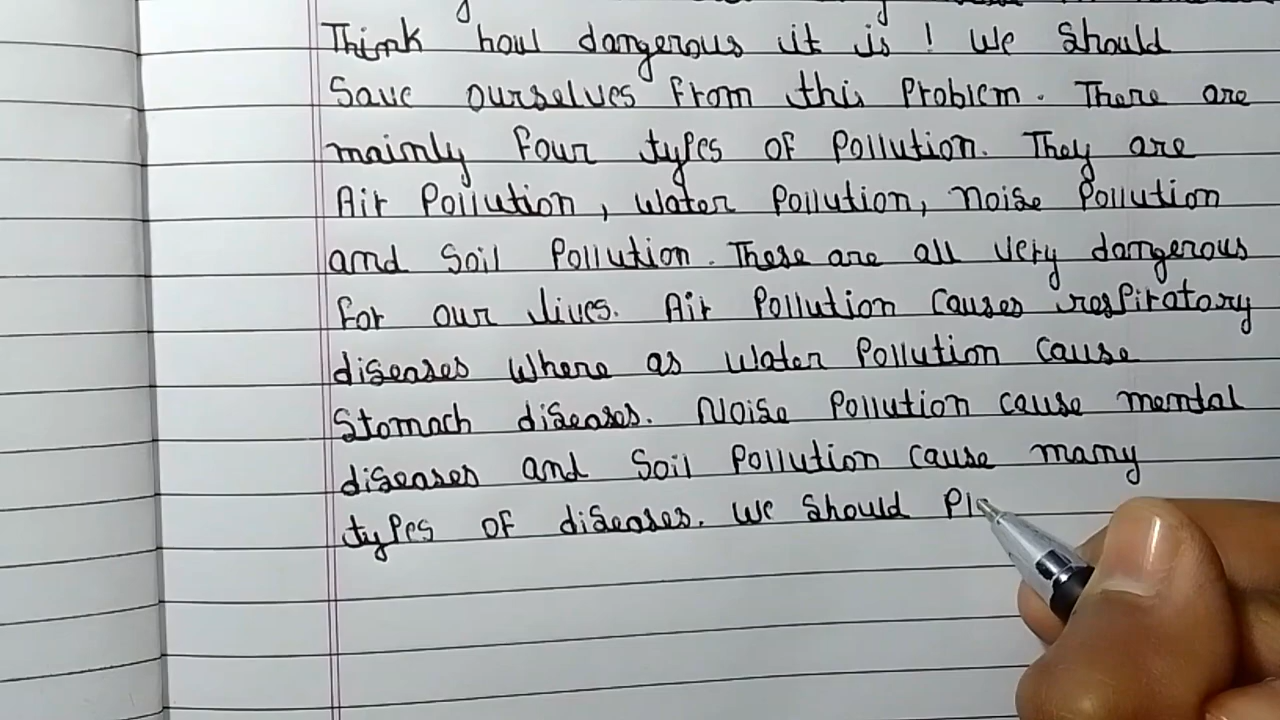 Think how dangerous it is! We should
Save ourselves from this Problem. There are
mainly four types of Pollution. They are
Air Pollution, Water Pollution, Noise Pollution
and Soil Pollution. These are all very dangerous
for our lives. Air Pollution causes respiratory
diseases where as Water Pollution cause
Stomach diseases. Noise Pollution cause mental
diseases and Soil Pollution cause many
types of diseases. We should Pl